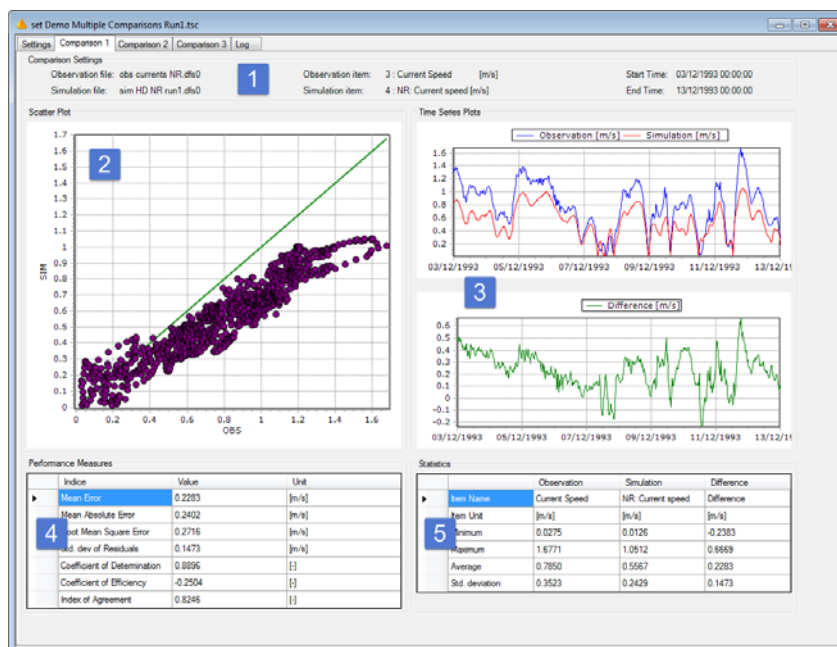 set Demo Multiple Comparisons Run1.tsc
Settings Comparison 1 Comparison 2 Comparison 3 Log
Comparison Settings
Observation file: obs currents NR.dfs0 Observation item: 3 : Current Speed [m/s] Start Time: 03/12/1993 00:00:00
1
Simulation file: sim HD NR run1.dfs0 Simulation item: 4 : NR: Current speed [m/s] End Time: 13/12/1993 00:00:00
Scatter Plot
1.7
1.6
1.5
1.4
1.3
1.2
1.1
1
0.9
0.8
0.7
0.6
0.5
0.4
0.3
0.2
0.1
0
SIM
2
0 0.2 0.4 0.6 0.8 1 1.2 1.4 1.6
OBS
Time Series Plots
Observation [m/s] Simulation [m/s]
1.6
1.4
1.2
1.0
0.8
0.6
0.4
0.2
03/12/1993 05/12/1993 07/12/1993 09/12/1993 11/12/1993 13/12/1
3
Difference [m/s]
0.6
0.5
0.4
0.3
0.2
0.1
0
-0.1
-0.2
03/12/1993 05/12/1993 07/12/1993 09/12/1993 11/12/1993 13/12/1
Performance Measures
Indice Value Unit
Mean Error 0.2283 [m/s]
Mean Absolute Error 0.2402 [m/s]
oot Mean Square Error 0.2716 [m/s]
4
td. dev of Residuals 0.1473 [m/s]
Coefficient of Determination 0.8896 [-]
Coefficient of Efficiency -0.2504 [-]
Index of Agreement 0.8246 [-]
Statistics
Observation Simulation Difference
Item Name Current Speed NR: Current speed Difference
Item Unit [m/s] [m/s] [m/s]
5
inimum 0.0275 0.0126 -0.2383
aximum 1.6771 1.0512 0.6669
Average 0.7850 0.5567 0.2283
Std. deviation 0.3523 0.2429 0.1473